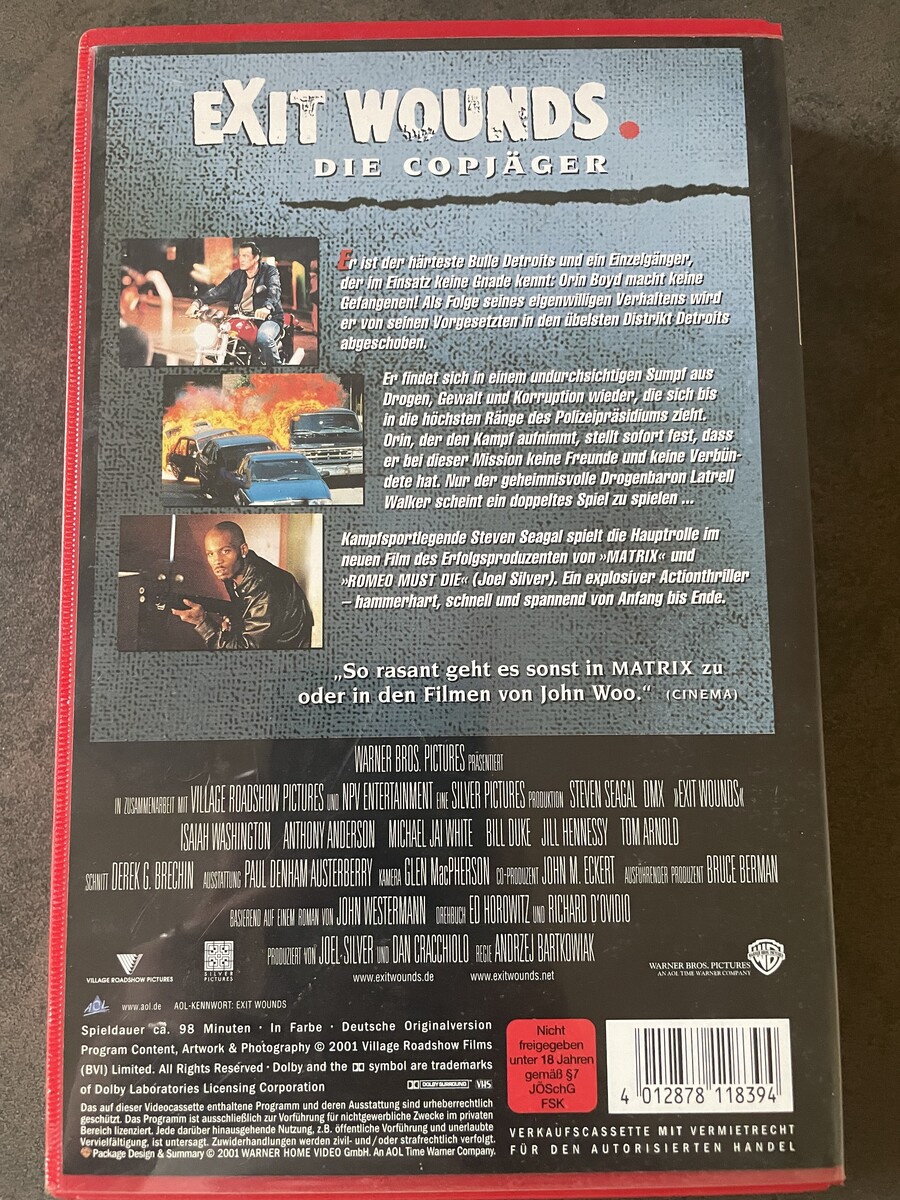 EXIT WOUNDS.
DIE COPJÄGER
Er ist der härteste Bulle Detroits und ein Einzelgänger,
der im Einsatz keine Gnade kennt: Orin Boyd macht keine
Gefangenen! Als Folge seines eigenwilligen Verhaltens wird
er von seinen Vorgesetzten in den übelsten Distrikt Detroits
abgeschoben.
Er findet sich in einem undurchsichtigen Sumpf aus
Drogen, Gewalt und Korruption wieder, die sich bis
in die höchsten Ränge des Polizeipräsidiums zieht.
Orin, der den Kampf aufnimmt, stellt sofort fest, dass
er bei dieser Mission keine Freunde und keine Verbün-
dete hat. Nur der geheimnisvolle Drogenbaron Latrell
Walker scheint ein doppeltes Spiel zu spielen ...
Kampfsportlegende Steven Seagal spielt die Hauptrolle im
neuen Film des Erfolgsproduzenten von »MATRIX« und
»ROMEO MUST DIE« (Joel Silver). Ein explosiver Actionthriller
– hammerhart, schnell und spannend von Anfang bis Ende.
„So rasant geht es sonst in MATRIX zu
oder in den Filmen von John Woo.“ (CINEMA)
WARNER BROS. PICTURES PRÄSENTIERT
IN ZUSAMMENARBEIT MIT VILLAGE ROADSHOW PICTURES UND NPV ENTERTAINMENT EINE SILVER PICTURES PRODUKTION STEVEN SEAGAL DMX »EXIT WOUNDS«
ISAIAH WASHINGTON ANTHONY ANDERSON MICHAEL JAI WHITE BILL DUKE JILL HENNESSY TOM ARNOLD
SCHNITT DEREK G. BRECHIN AUSSTATTUNG PAUL DENHAM AUSTERBERRY KAMERA GLEN MacPHERSON CO-PRODUZENT JOHN M. ECKERT AUSFÜHRENDER PRODUZENT BRUCE BERMAN
BASIEREND AUF EINEM ROMAN VON JOHN WESTERMANN DREHBUCH ED HOROWITZ UND RICHARD D'OVIDIO
PRODUZIERT VON JOEL SILVER UND DAN CRACCHIOLO REGIE ANDRZEJ BARTKOWIAK
VILLAGE ROADSHOW PICTURES
SILVER
PICTURES
www.exitwounds.de www.exitwounds.net
WARNER BROS. PICTURES
AN AOL TIME WARNER COMPANY
AOL www.aol.de AOL-KENNWORT: EXIT WOUNDS
Spieldauer ca. 98 Minuten · In Farbe · Deutsche Originalversion
Program Content, Artwork & Photography © 2001 Village Roadshow Films
(BVI) Limited. All Rights Reserved · Dolby and the DD symbol are trademarks
of Dolby Laboratories Licensing Corporation
DOLBY SURROUND VHS
Das auf dieser Videocassette enthaltene Programm und deren Ausstattung sind urheberrechtlich
geschützt. Das Programm ist ausschließlich zur Vorführung für nichtgewerbliche Zwecke im privaten
Bereich lizenziert. Jede darüber hinausgehende Nutzung, z.B. öffentliche Vorführung und unerlaubte
Vervielfältigung, ist untersagt. Zuwiderhandlungen werden zivil- und/oder strafrechtlich verfolgt.
Package Design & Summary © 2001 WARNER HOME VIDEO GmbH. An AOL Time Warner Company.
Nicht
freigegeben
unter 18 Jahren
gemäß §7
JÖSchG
FSK
4 012878 118394
VERKAUFSCASSETTE MIT VERMIETRECHT
FÜR DEN AUTORISIERTEN HANDEL